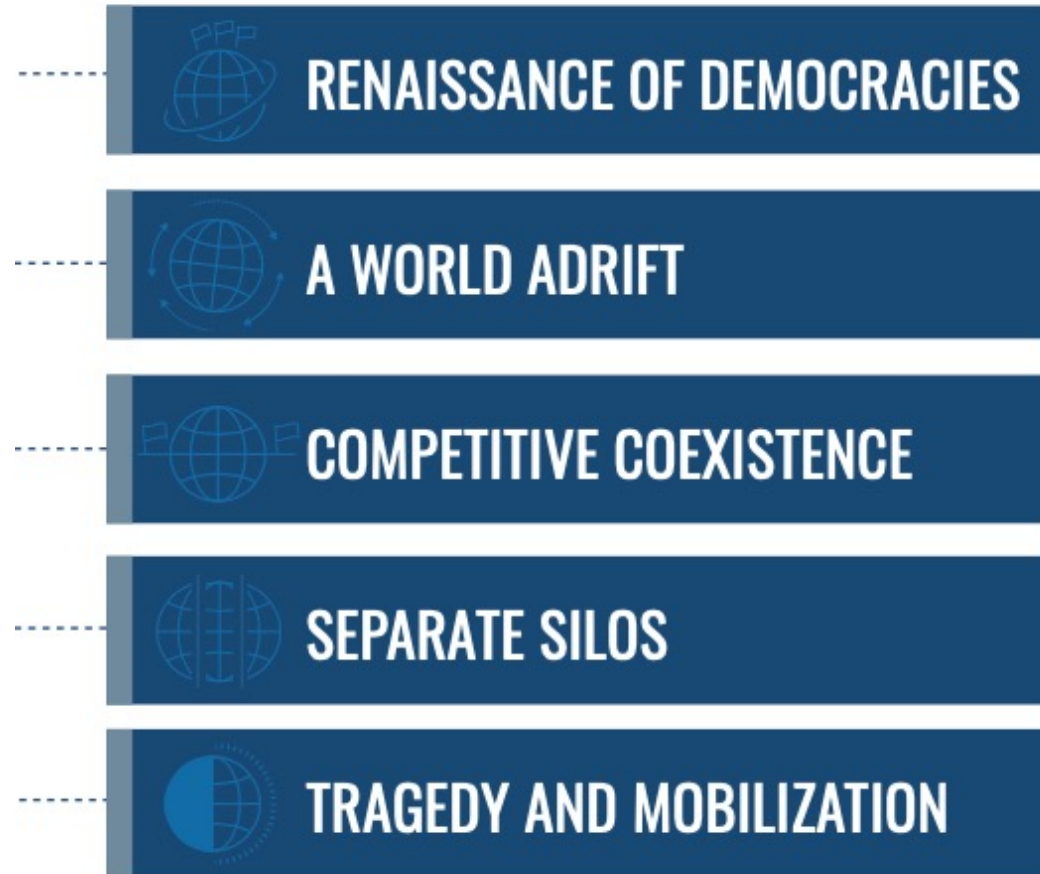 RENAISSANCE OF DEMOCRACIES
A WORLD ADRIFT
COMPETITIVE COEXISTENCE
SEPARATE SILOS
TRAGEDY AND MOBILIZATION